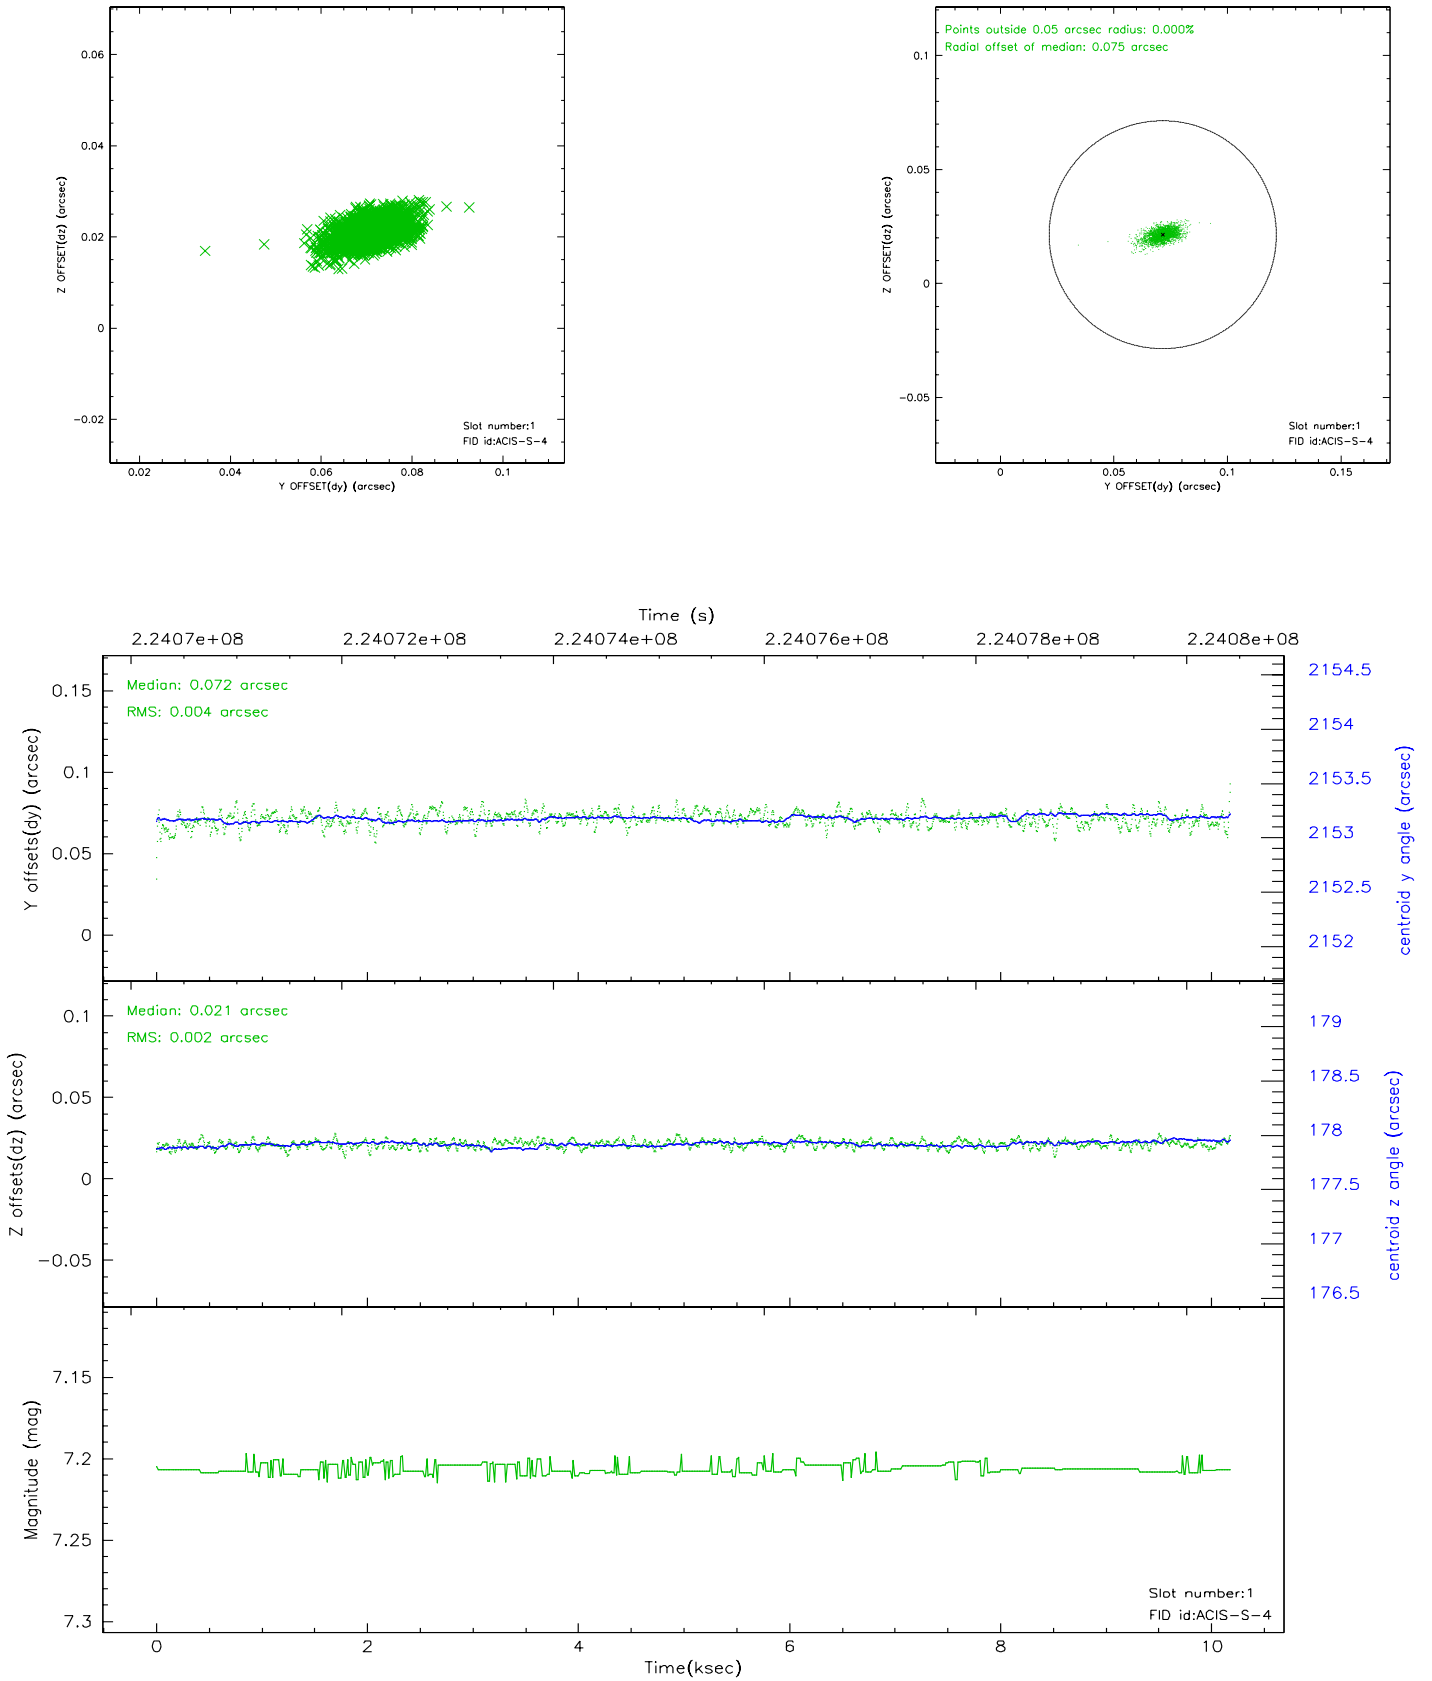 0.06
0.04
0.02
0
−0.02
Z OFFSET(dz) (arcsec)
Slot number:1
FID id:ACIS−S−4
0.02 0.04 0.06 0.08 0.1
Y OFFSET(dy) (arcsec)
Points outside 0.05 arcsec radius: 0.000%
Radial offset of median: 0.075 arcsec
0.1
0.05
0
−0.05
Z OFFSET(dz) (arcsec)
Slot number:1
FID id:ACIS−S−4
0 0.05 0.1 0.15
Y OFFSET(dy) (arcsec)
Time (s)
2.2407e+08 2.24072e+08 2.24074e+08 2.24076e+08 2.24078e+08 2.2408e+08
Median: 0.072 arcsec
RMS: 0.004 arcsec
0.15
0.1
0.05
0
Y offsets(dy) (arcsec)
2154.5
2154
2153.5
2153
2152.5
2152
centroid y angle (arcsec)
Median: 0.021 arcsec
RMS: 0.002 arcsec
0.1
0.05
0
−0.05
Z offsets(dz) (arcsec)
179
178.5
178
177.5
177
176.5
centroid z angle (arcsec)
7.15
7.2
7.25
7.3
Magnitude (mag)
Slot number:1
FID id:ACIS−S−4
0 2 4 6 8 10
Time(ksec)